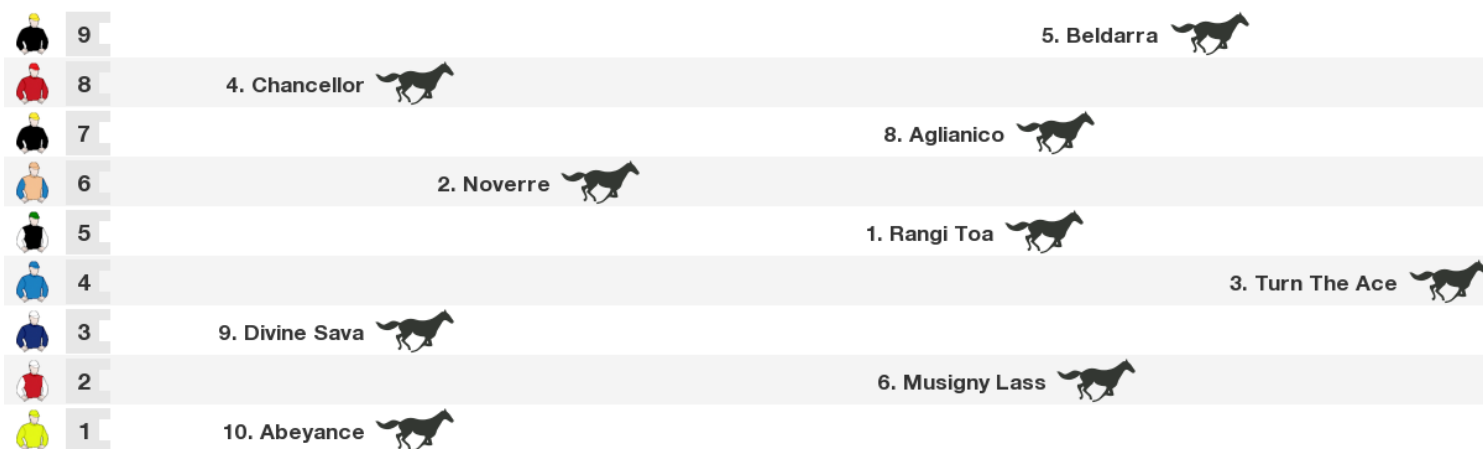 9 5. Beldarra
8 4. Chancellor
7 8. Aglianico
6 2. Noverre
5 1. Rangi Toa
4 3. Turn The Ace
3 9. Divine Sava
2 6. Musigny Lass
1 10. Abeyance